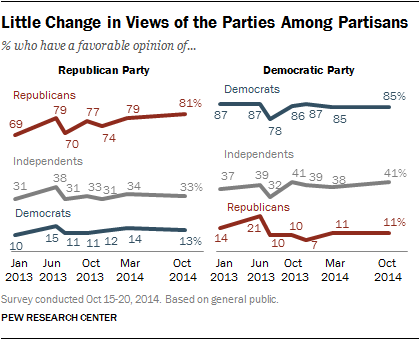 Little Change in Views of the Parties Among Partisans
% who have a favorable opinion of...
Republican Party
Republicans
69 79 70 77 74 79 81%
Independents
31 38 31 33 31 34 33%
Democrats
10 15 11 11 12 14 13%
Jan 2013 Jun 2013 Oct 2013 Mar 2014 Oct 2014
Democratic Party
Democrats
87 87 78 86 87 85 85%
Independents
37 39 32 41 39 38 41%
Republicans
14 21 10 10 7 11 11%
Jan 2013 Jun 2013 Oct 2013 Mar 2014 Oct 2014
Survey conducted Oct 15-20, 2014. Based on general public.
PEW RESEARCH CENTER